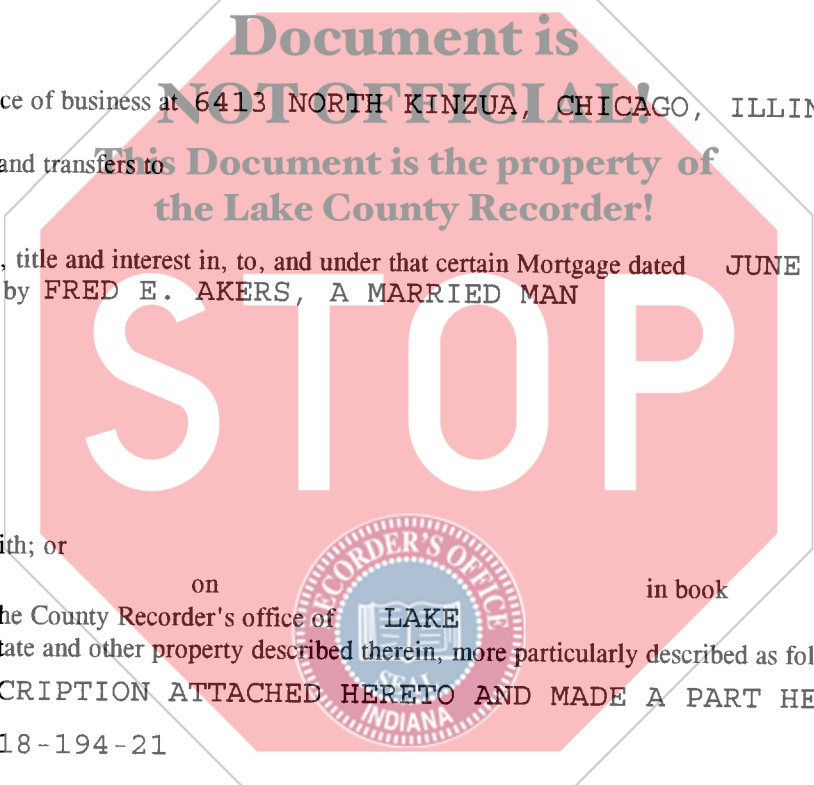 Document is
NOT OFFICIAL!
ce of business at 6413 NORTH KINZUA, CHICAGO, ILLIN
This Document is the property of
and transfers to
the Lake County Recorder!
, title and interest in, to, and under that certain Mortgage dated JUNE
by FRED E. AKERS, A MARRIED MAN
STOP
ith; or
on in book
he County Recorder's office of LAKE
tate and other property described therein, more particularly described as fol
CRIPTION ATTACHED HERETO AND MADE A PART HE
18-194-21
RECORDER'S OFFICE
SEAL
INDIANA